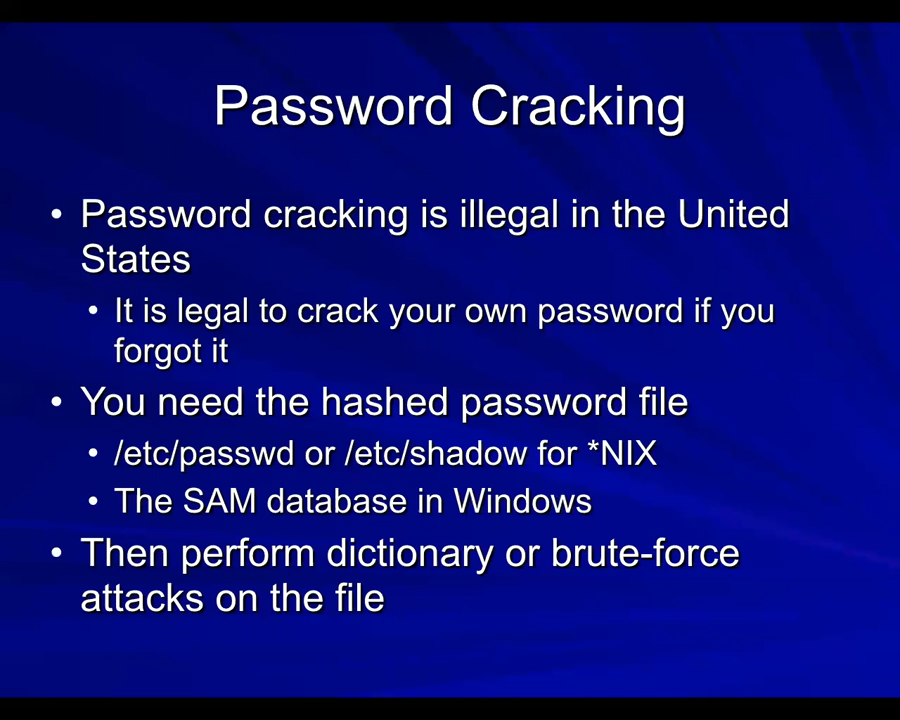 Password Cracking
• Password cracking is illegal in the United
States
• It is legal to crack your own password if you
forgot it
• You need the hashed password file
• /etc/passwd or /etc/shadow for *NIX
• The SAM database in Windows
• Then perform dictionary or brute-force
attacks on the file